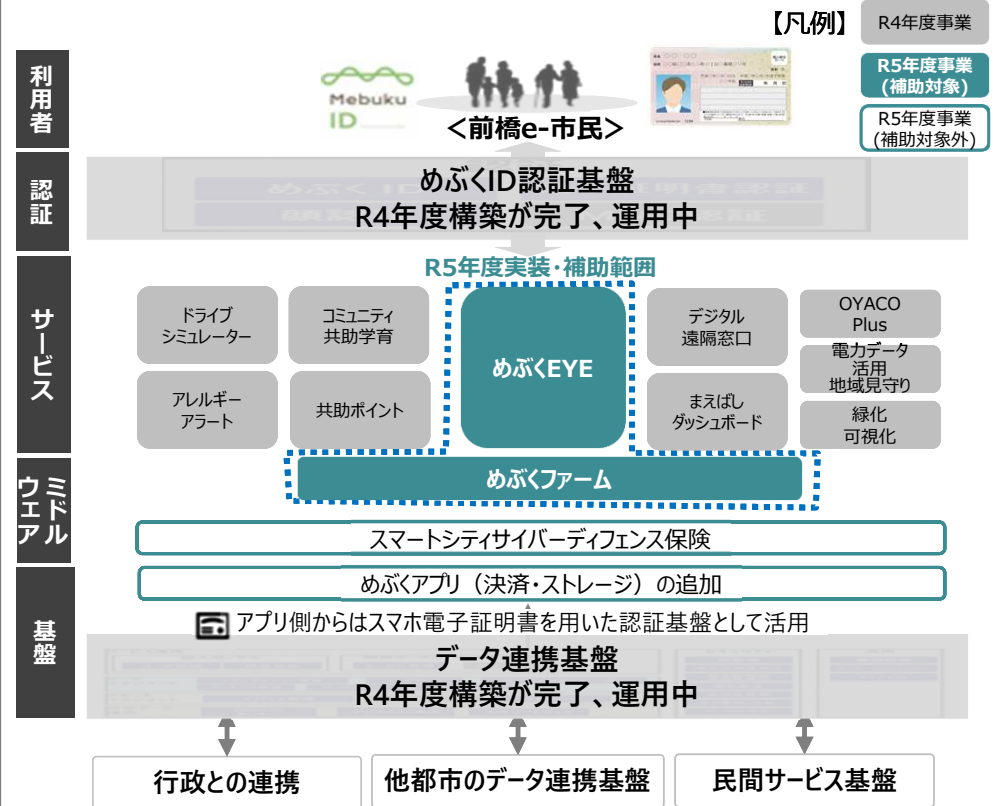 【凡例】
R4年度事業
R5年度事業
(補助対象)
R5年度事業
(補助対象外)
利用者
Mebuku
ID
<前橋e-市民>
認証
めぶくID認証基盤
R4年度構築が完了、運用中
サービス
R5年度実装・補助範囲
ドライブ
シミュレーター
コミュニティ
共助学育
めぶくEYE
デジタル
遠隔窓口
OYACO
Plus
電力データ
活用
地域見守り
アレルギー
アラート
共助ポイント
まえばし
ダッシュボード
緑化
可視化
ミドル
ウェア
めぶくファーム
スマートシティサイバーディフェンス保険
めぶくアプリ（決済・ストレージ）の追加
基盤
アプリ側からはスマホ電子証明書を用いた認証基盤として活用
データ連携基盤
R4年度構築が完了、運用中
行政との連携
他都市のデータ連携基盤
民間サービス基盤